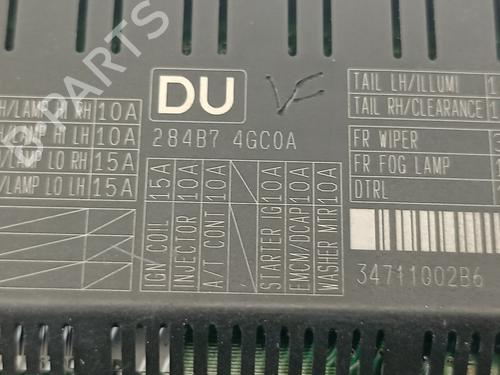 DU
VF
284B7 4GC0A
H/LAMP HI RH 10A
H/LAMP HI LH 10A
H/LAMP LO RH 15A
H/LAMP LO LH 15A
IGN COIL 15A
INJECTOR 10A
A/T CONT 10A
STARTER IG 10A
EMCM/DCAP 10A
WASHER MTR 10A
TAIL LH/ILLUMI
TAIL RH/CLEARANCE
FR WIPER
FR FOG LAMP
DTRL
34711002B6